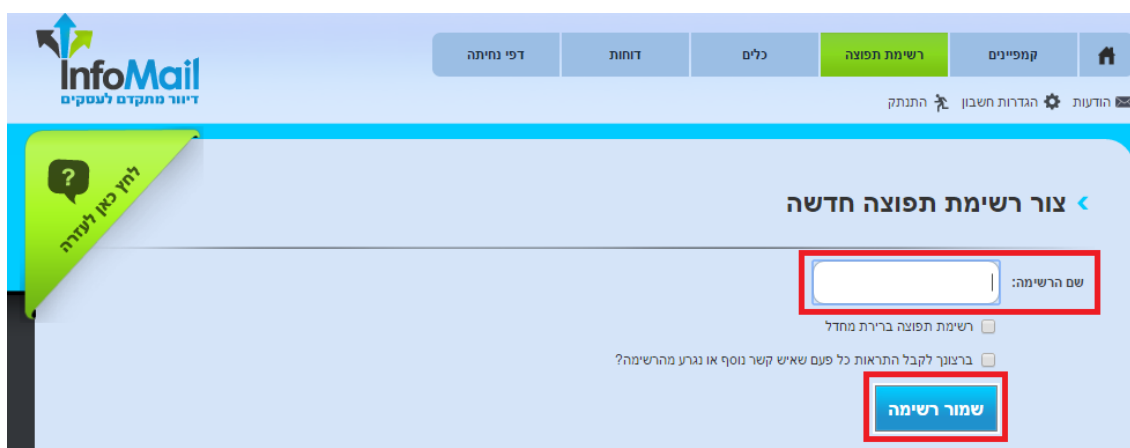 InfoMail
דיוור מתקדם לעסקים
קמפיינים
רשימת תפוצה
כלים
דוחות
דפי נחיתה
הודעות
הגדרות חשבון
התנתק
?
לחץ כאן לעזרה
צור רשימת תפוצה חדשה
שם הרשימה:
רשימת תפוצה ברירת מחדל
ברצונך לקבל התראות כל פעם שאיש קשר נוסף או נגרע מהרשימה?
שמור רשימה